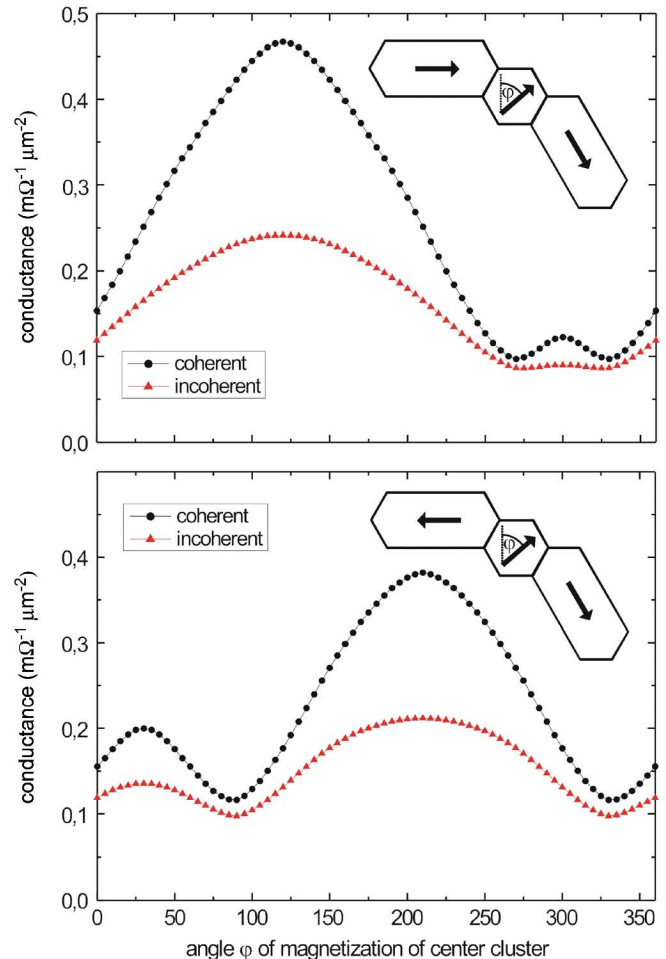 0,5
0,4
0,3
0,2
0,1
0,0
conductance (mΩ⁻¹ μm⁻²)
φ
coherent
incoherent
0,4
0,3
0,2
0,1
0,0
conductance (mΩ⁻¹ μm⁻²)
coherent
incoherent
φ
0 50 100 150 200 250 300 350
angle φ of magnetization of center cluster